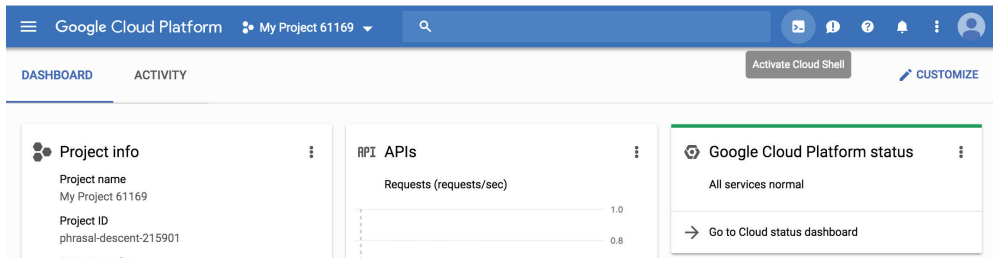 Google Cloud Platform My Project 61169
Activate Cloud Shell
DASHBOARD ACTIVITY CUSTOMIZE
Project info
Project name
My Project 61169
Project ID
phrasal-descent-215901
API APIs
Requests (requests/sec)
1.0
0.8
Google Cloud Platform status
All services normal
Go to Cloud status dashboard